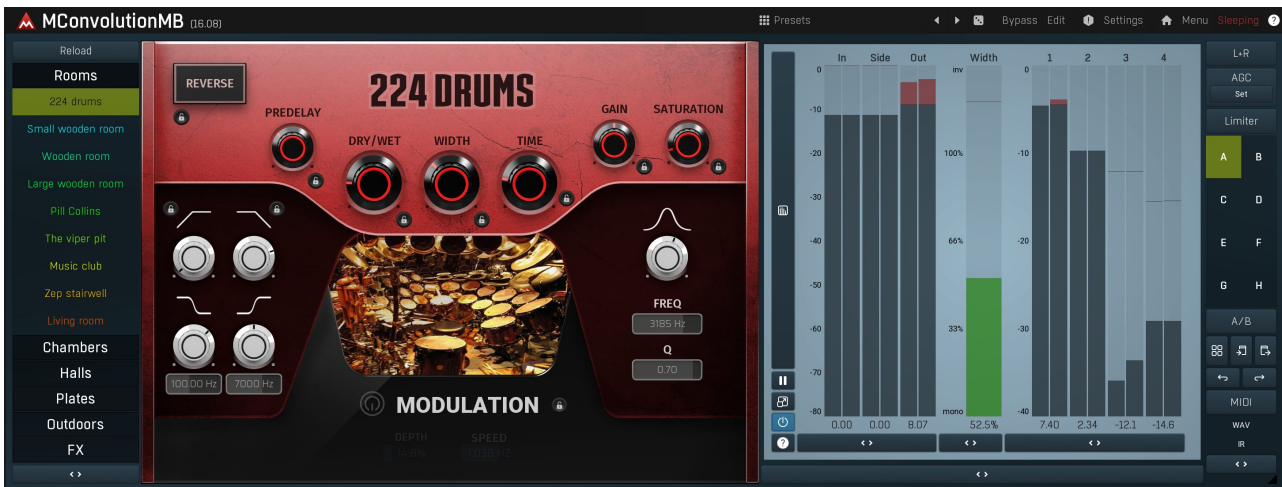 MConvolutionMB (16.08)
Presets
Bypass Edit Settings Menu Sleeping ?
Reload
Rooms
224 drums
Small wooden room
Wooden room
Large wooden room
Pill Collins
The viper pit
Music club
Zep stairwell
Living room
Chambers
Halls
Plates
Outdoors
FX
REVERSE
224 DRUMS
PREDELAY
DRY/WET
WIDTH
TIME
GAIN
SATURATION
100.00 Hz
7000 Hz
FREQ
3185 Hz
Q
0.70
MODULATION
DEPTH
SPEED
In Side Out Width 1 2 3 4
0
-10
-20
-30
-40
-50
-60
-70
-80
inv
100%
66%
33%
mono
0
-10
-20
-30
-40
0.00 0.00 8.07 52.5% 7.40 2.34 -12.1 -14.6
?
L+R
AGC
Set
Limiter
A B
C D
E F
G H
A/B
MIDI
WAV
IR